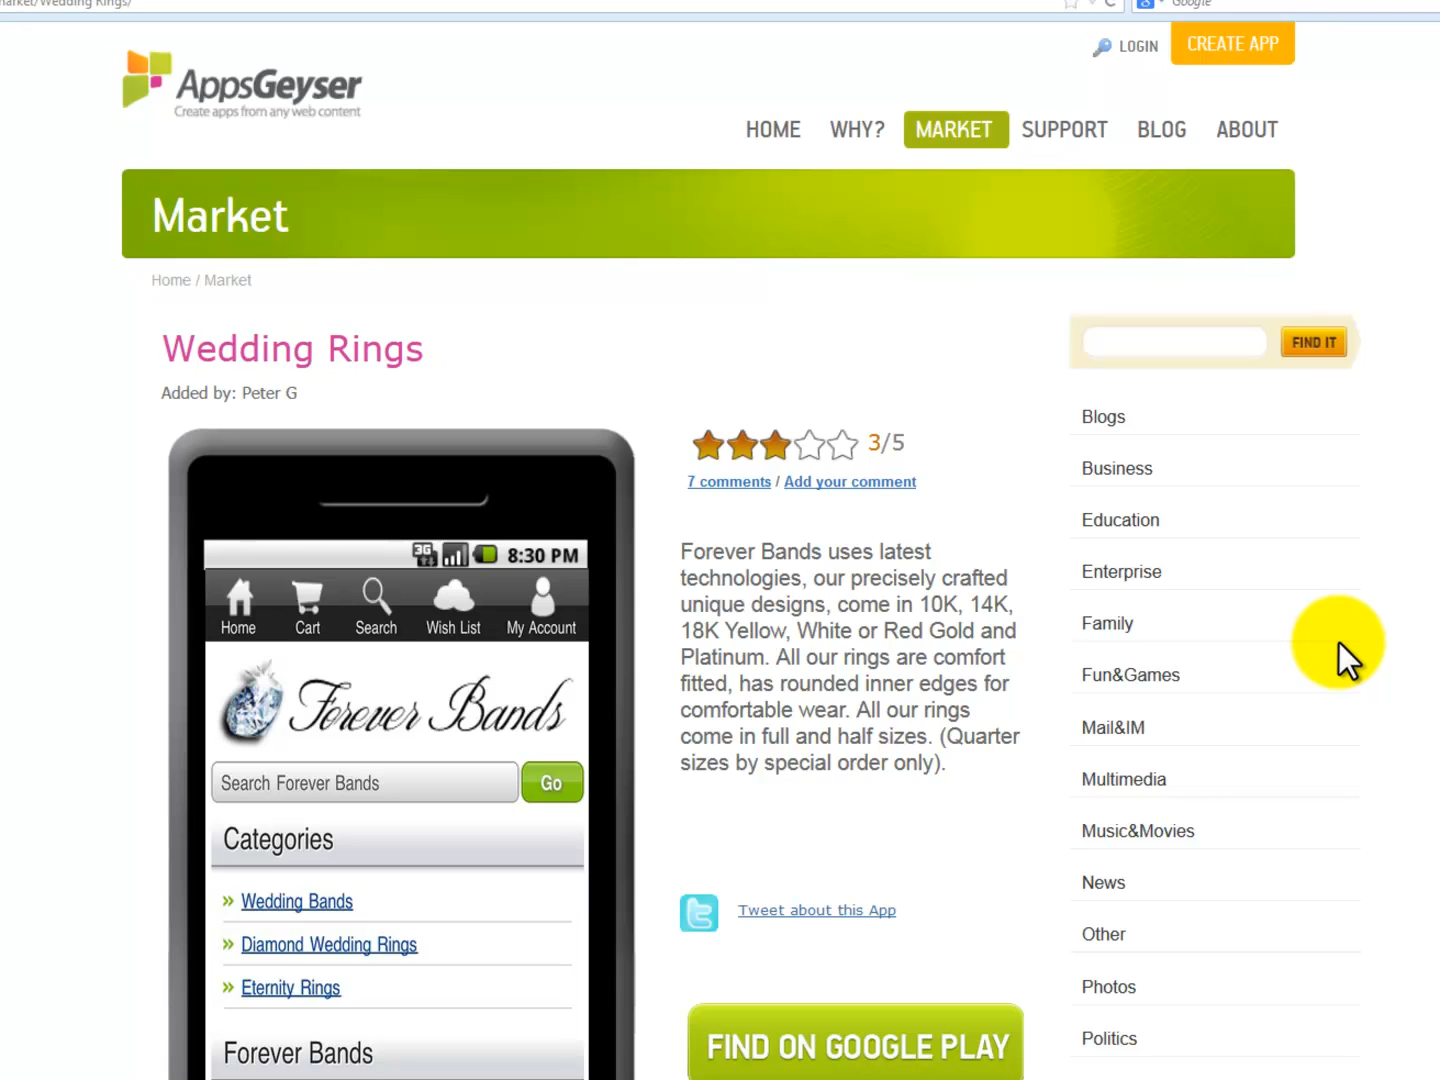 market/Wedding Rings/
Google
LOGIN
CREATE APP
AppsGeyser
Create apps from any web content
HOME WHY? MARKET SUPPORT BLOG ABOUT
Market
Home / Market
Wedding Rings
Added by: Peter G
3/5
7 comments / Add your comment
Forever Bands uses latest
technologies, our precisely crafted
unique designs, come in 10K, 14K,
18K Yellow, White or Red Gold and
Platinum. All our rings are comfort
fitted, has rounded inner edges for
comfortable wear. All our rings
come in full and half sizes. (Quarter
sizes by special order only).
Tweet about this App
FIND ON GOOGLE PLAY
3G 8:30 PM
Home Cart Search Wish List My Account
Forever Bands
Search Forever Bands Go
Categories
» Wedding Bands
» Diamond Wedding Rings
» Eternity Rings
Forever Bands
FIND IT
Blogs
Business
Education
Enterprise
Family
Fun&Games
Mail&IM
Multimedia
Music&Movies
News
Other
Photos
Politics